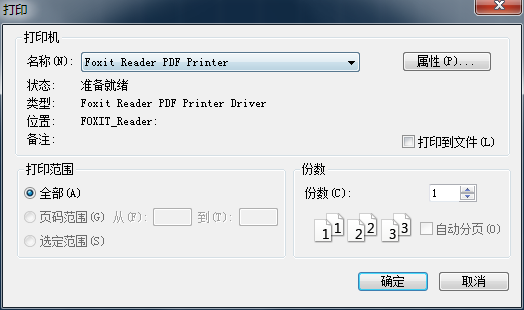 打印
打印机
名称(N): Foxit Reader PDF Printer 属性(P)...
状态: 准备就绪
类型: Foxit Reader PDF Printer Driver
位置: FOXIT_Reader:
备注: 打印到文件(L)
打印范围
全部(A)
页码范围(G) 从(F): 到(T):
选定范围(S)
份数
份数(C): 1
1 1 2 2 3 3 自动分页(O)
确定 取消